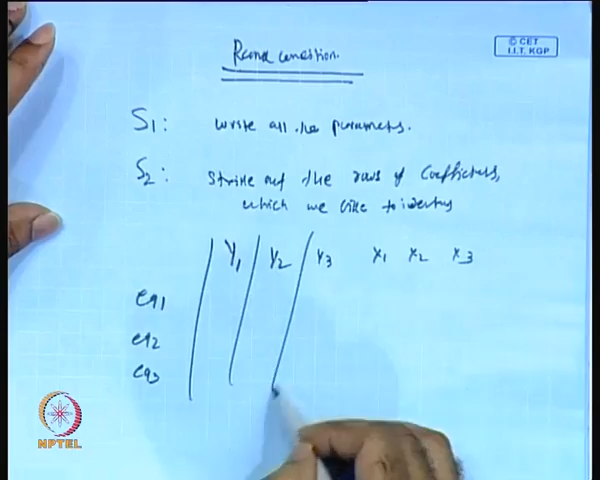 Rank condition.
© CET
I.I.T. KGP
S1: Write all the parameters.
S2: Strike out the rows of coefficients,
which we like to identify
Y1 Y2 Y3 X1 X2 X3
eq1
eq2
eq3
NPTEL